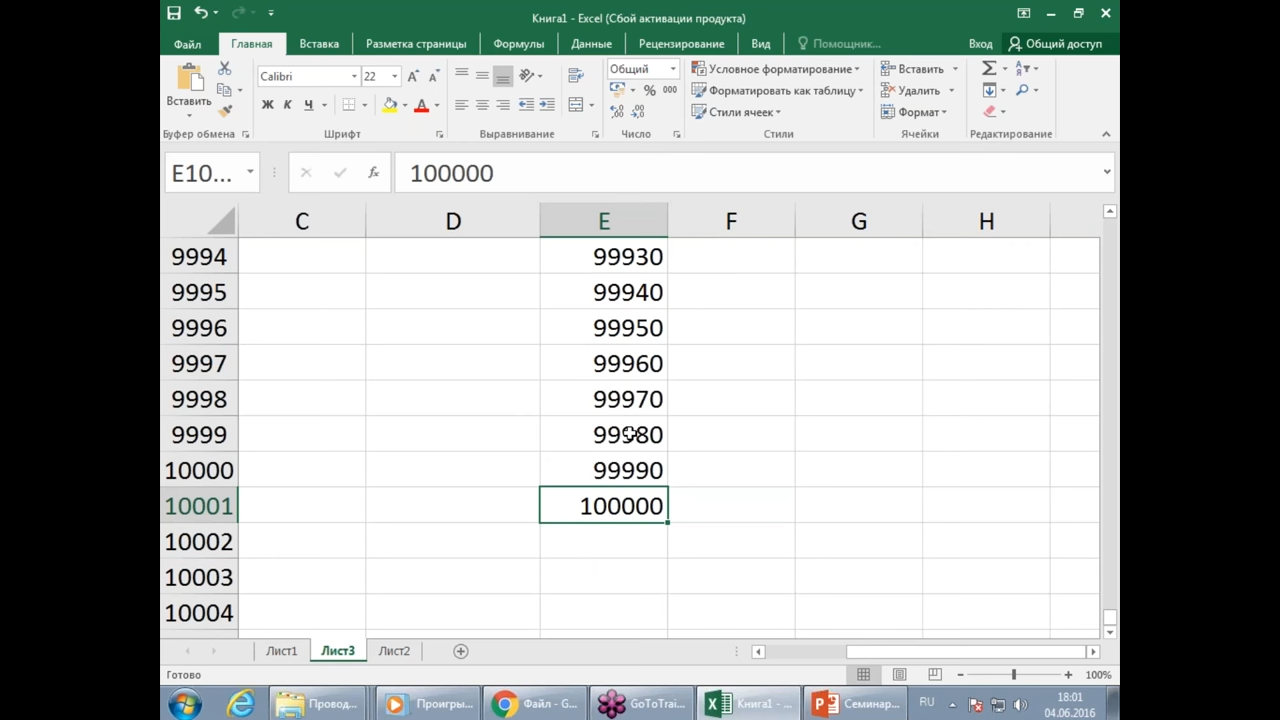 Книга1 - Excel (Сбой активации продукта)
Файл Главная Вставка Разметка страницы Формулы Данные Рецензирование Вид Помощник... Вход Общий доступ
Вставить
Буфер обмена
Calibri 22
Ж К Ч
Шрифт
Выравнивание
Общий
% 000
Число
Условное форматирование
Форматировать как таблицу
Стили ячеек
Стили
Вставить
Удалить
Формат
Ячейки
Редактирование
E10... fx 100000
C D E F G H
9994 99930
9995 99940
9996 99950
9997 99960
9998 99970
9999 99980
10000 99990
10001 100000
10002
10003
10004
Лист1 Лист3 Лист2
Готово 100%
Провод... Проигры... Файл - G... GoToTrai... Книга1 - ... Семинар... RU 18:01
04.06.2016